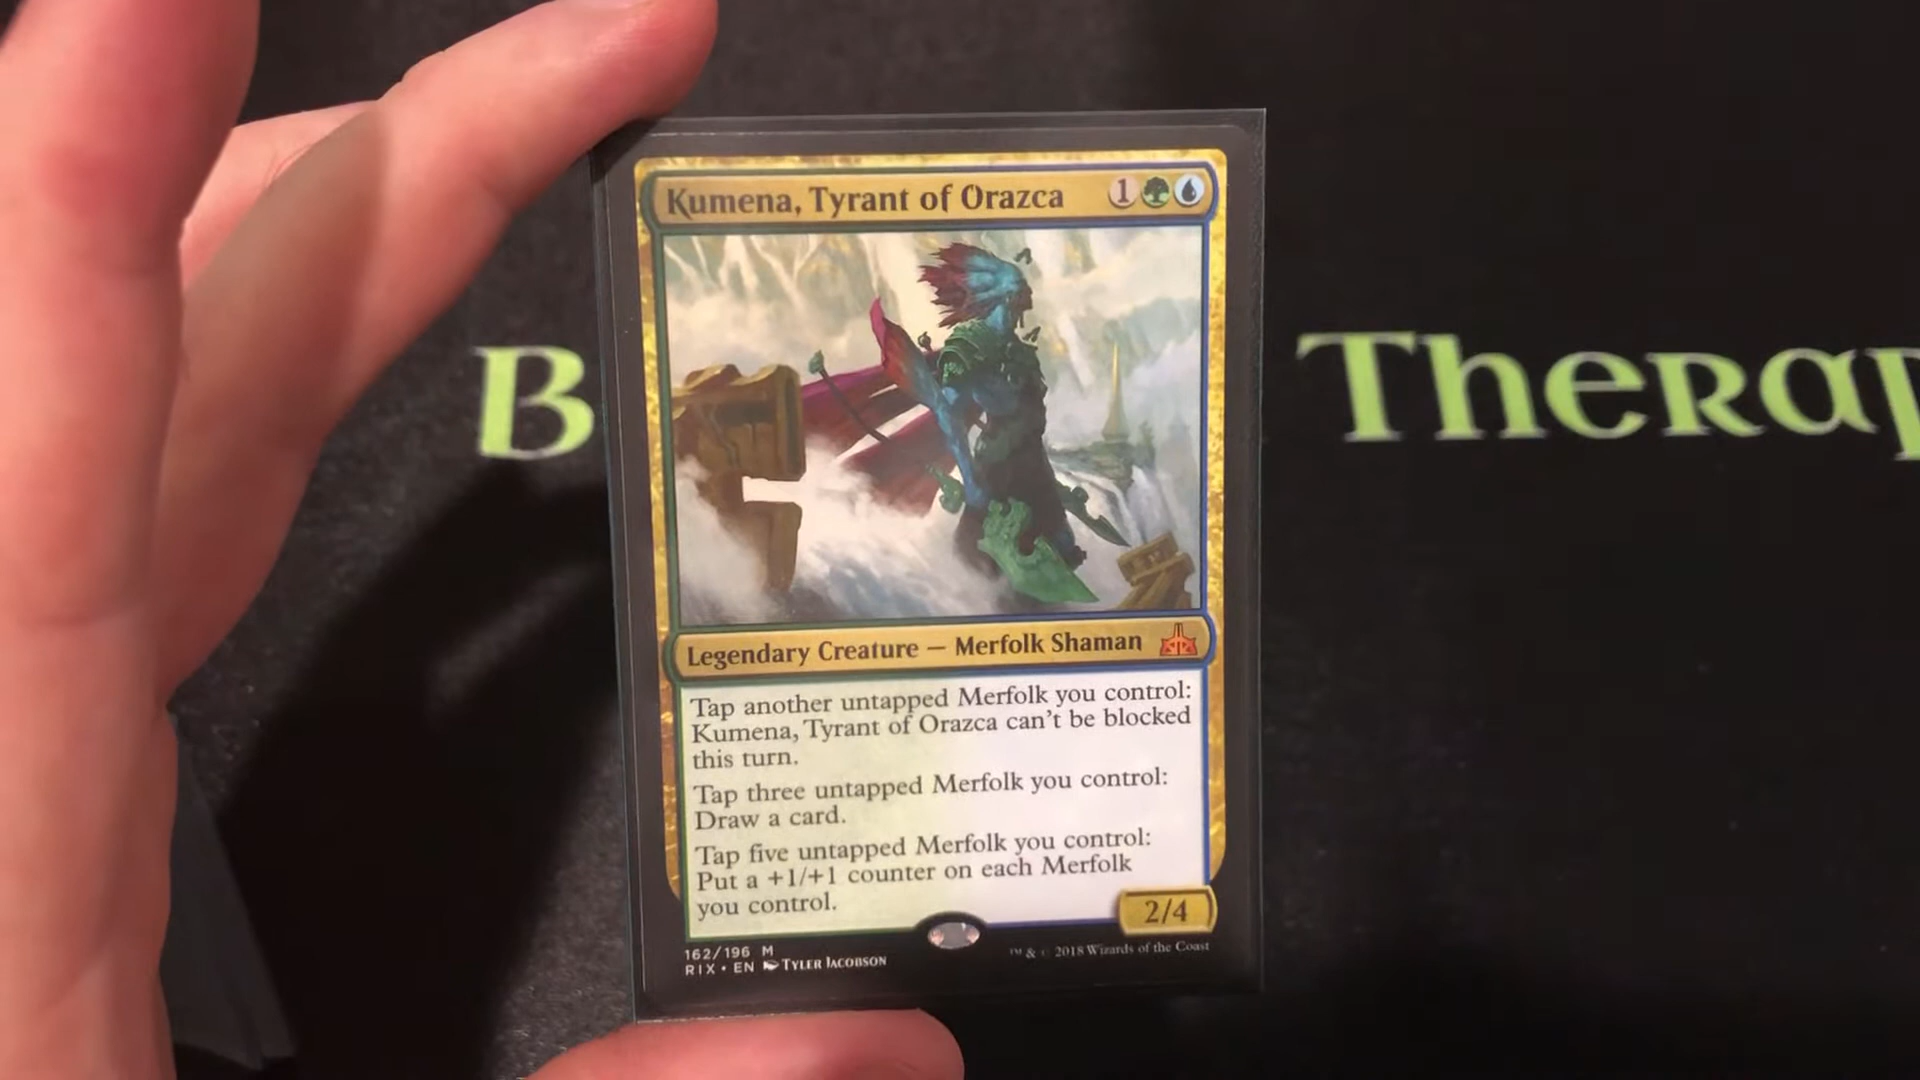 Kumena, Tyrant of Orazca 1
B Therap
Legendary Creature — Merfolk Shaman
Tap another untapped Merfolk you control:
Kumena, Tyrant of Orazca can't be blocked
this turn.
Tap three untapped Merfolk you control:
Draw a card.
Tap five untapped Merfolk you control:
Put a +1/+1 counter on each Merfolk
you control.
2/4
162/196 M
RIX • EN Tyler Jacobson
™ & © 2018 Wizards of the Coast